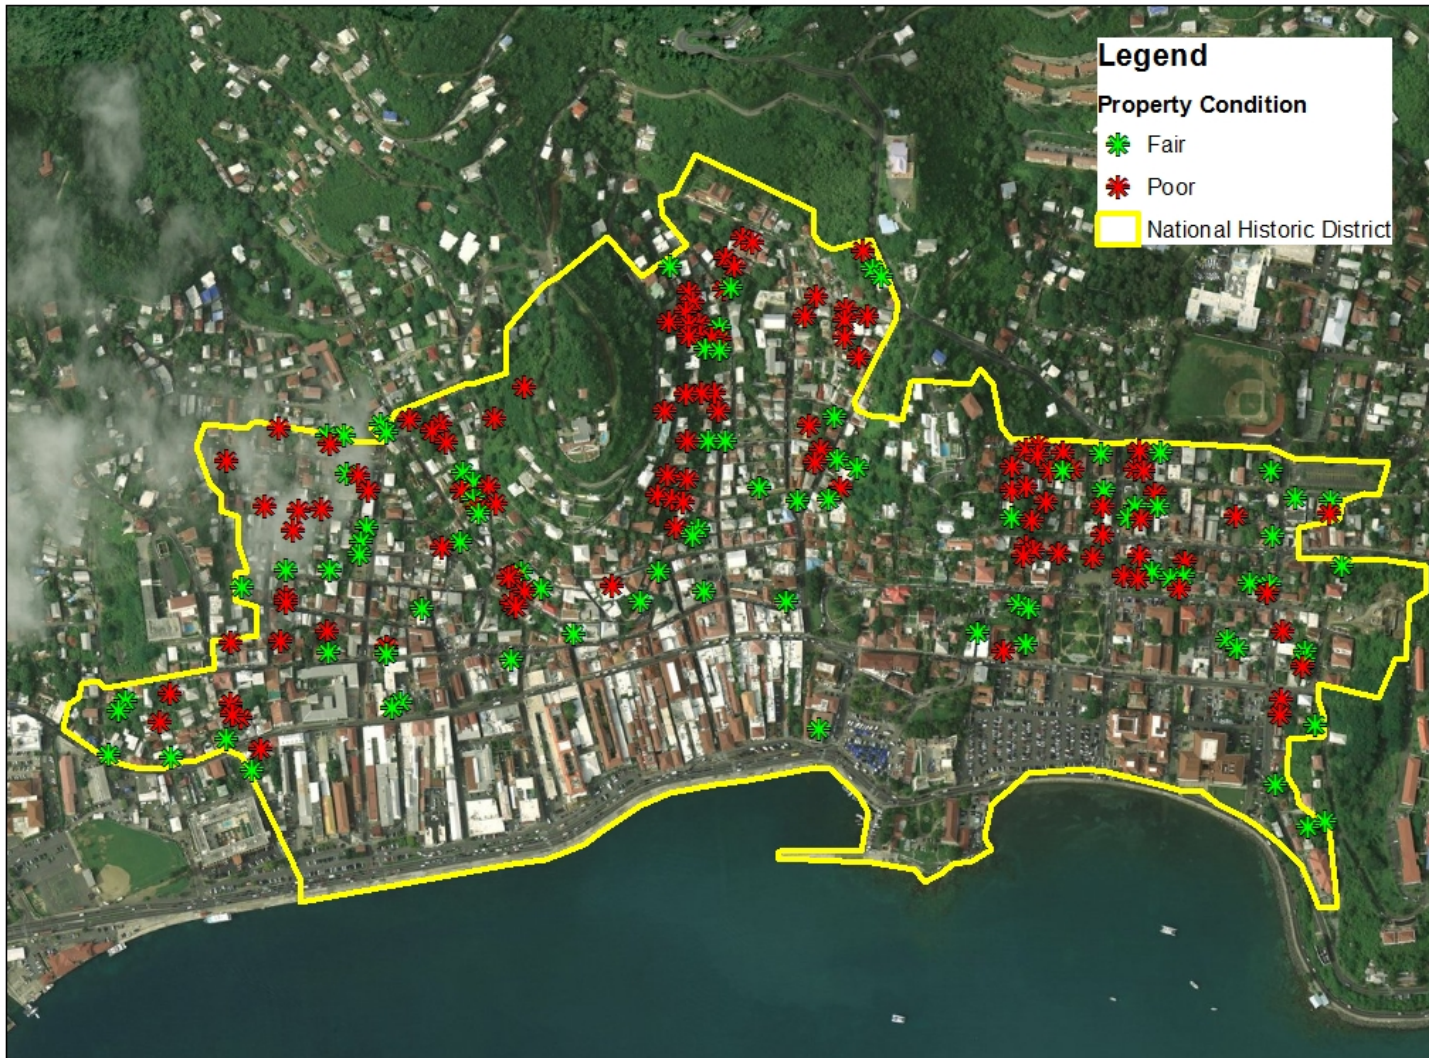 Legend
Property Condition
Fair
Poor
National Historic District